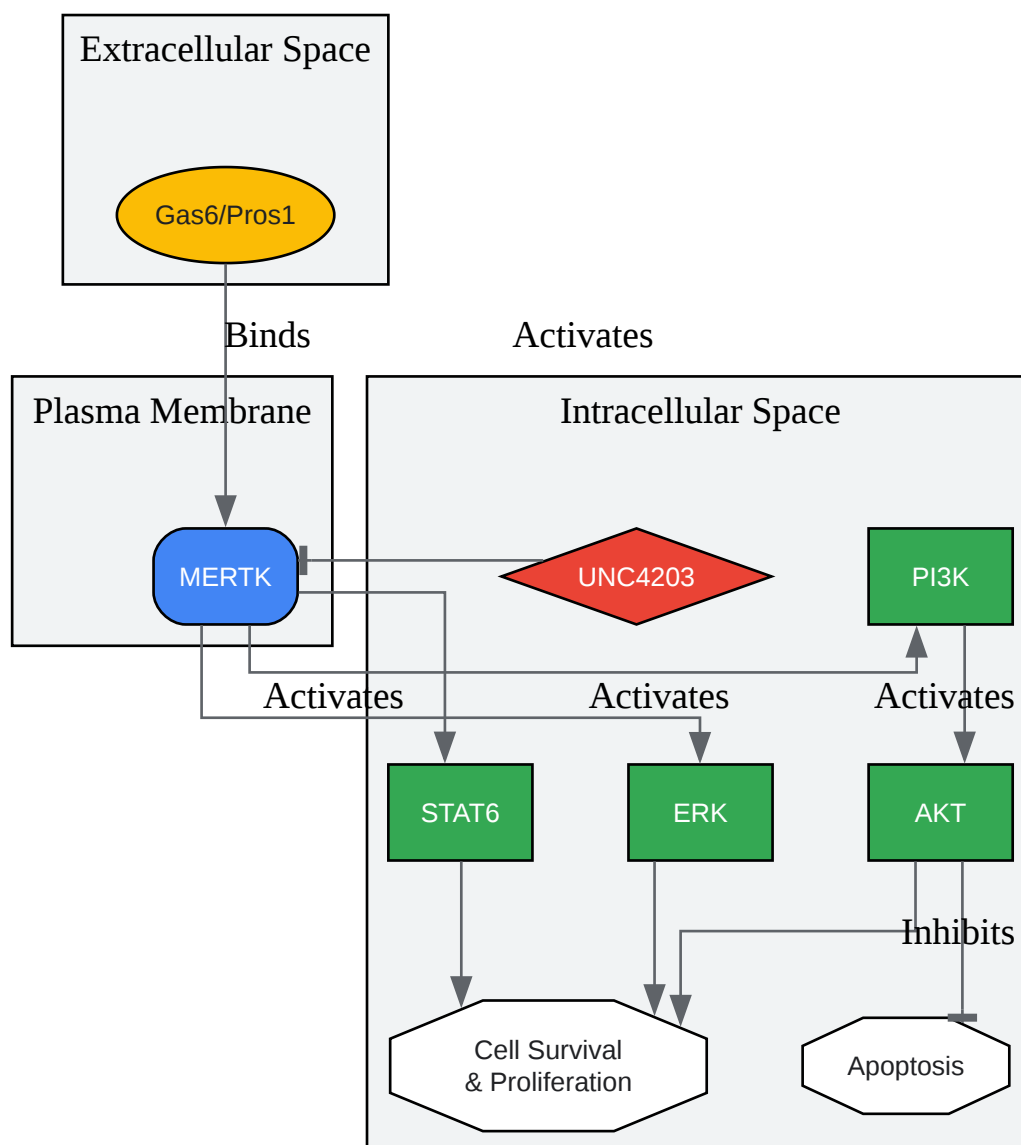 Extracellular Space
Gas6/Pros1
Binds
Activates
Plasma Membrane
Intracellular Space
MERTK
UNC4203
PI3K
Activates
Activates
Activates
STAT6
ERK
AKT
Inhibits
Cell Survival
& Proliferation
Apoptosis